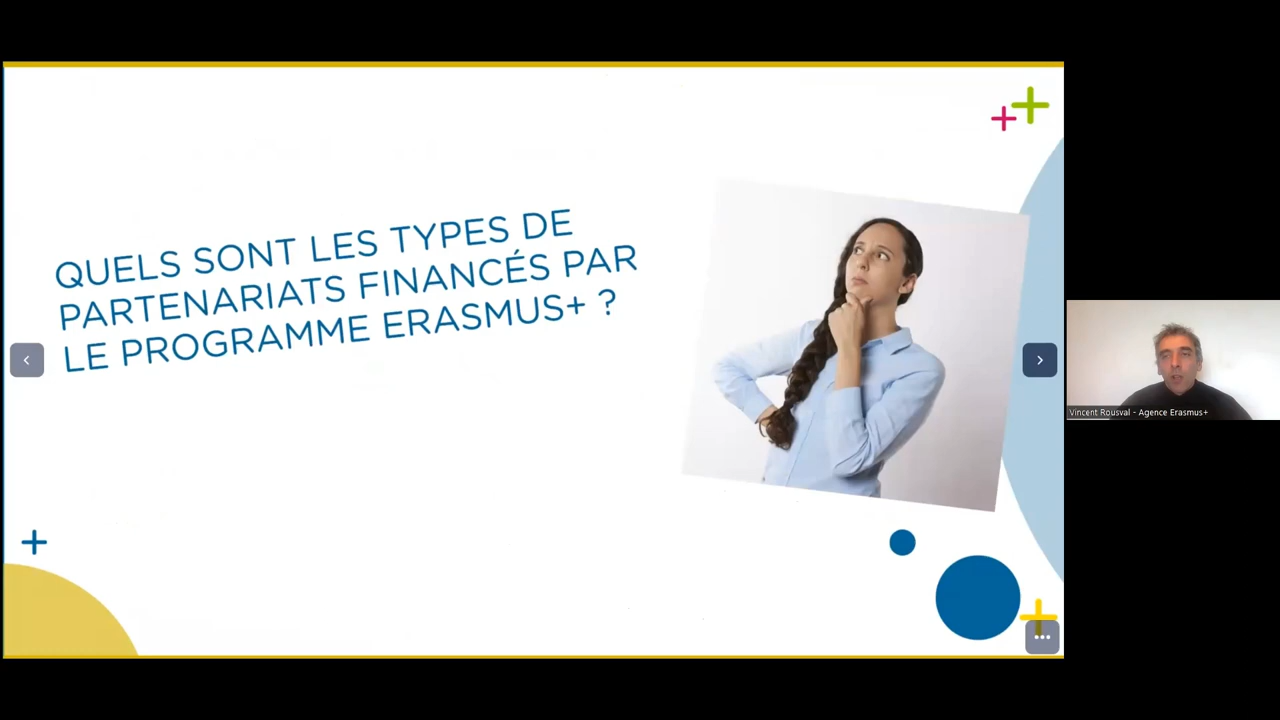 QUELS SONT LES TYPES DE
PARTENARIATS FINANCÉS PAR
LE PROGRAMME ERASMUS+ ?
Vincent Rousval - Agence Erasmus+